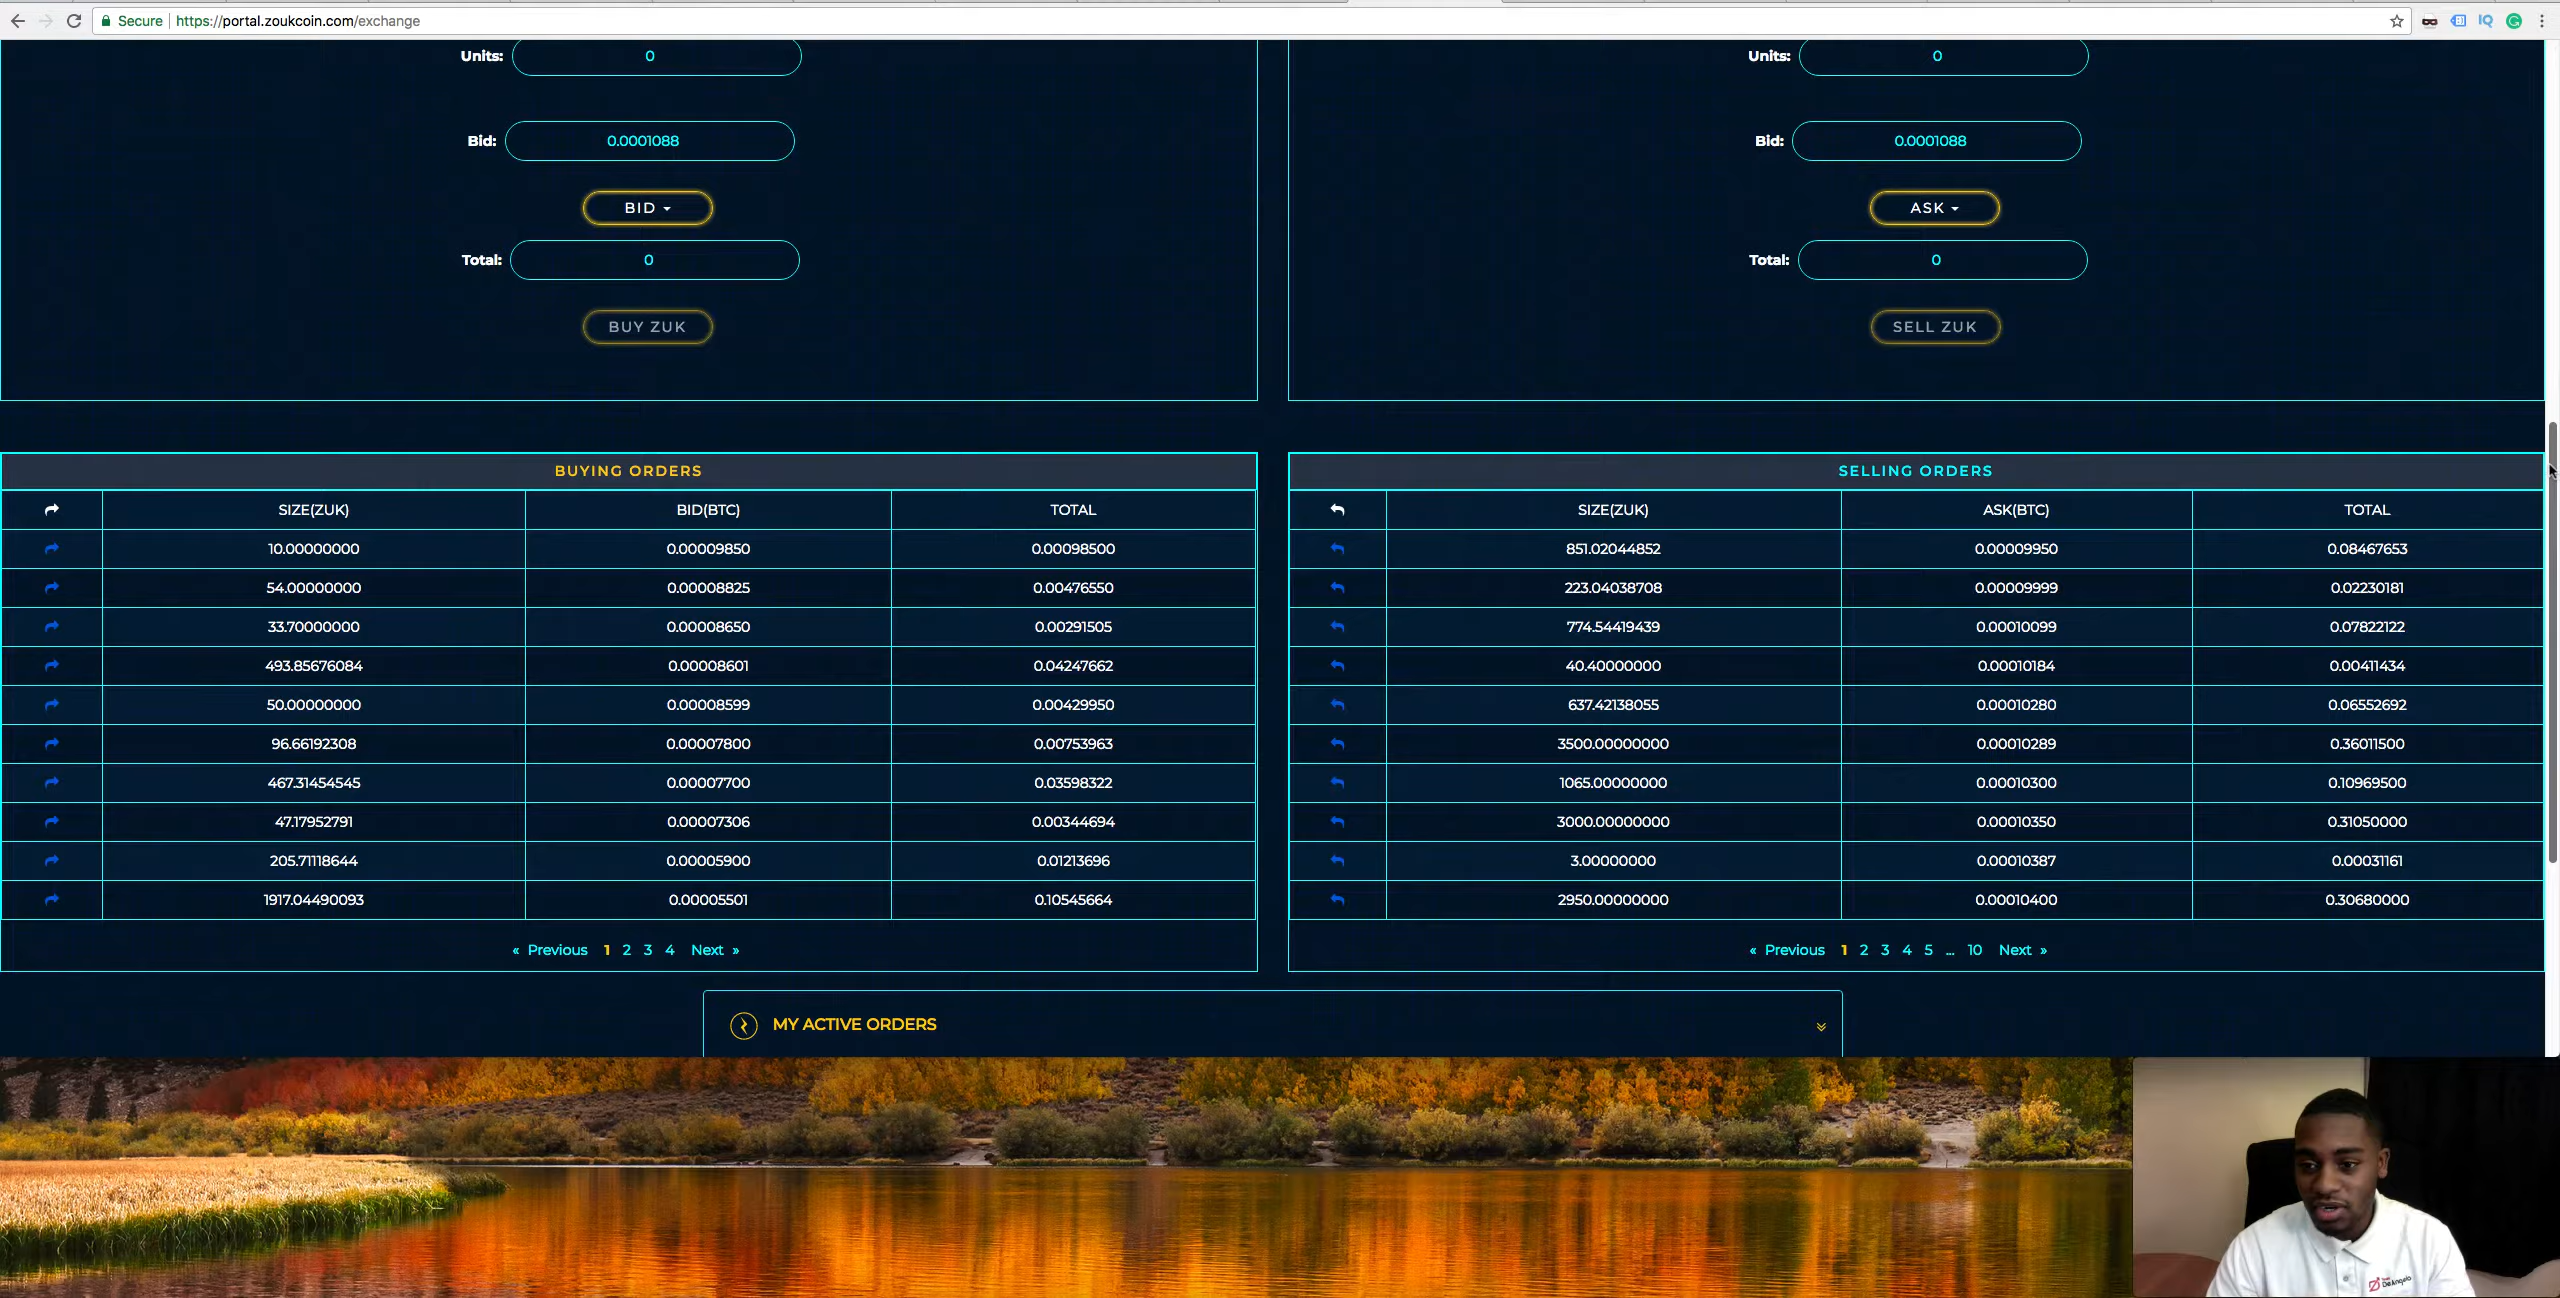 Secure https://portal.zoukcoin.com/exchange
IQ
Units: 0
Bid: 0.0001088
BID
Total: 0
BUY ZUK
Units: 0
Bid: 0.0001088
ASK
Total: 0
SELL ZUK
BUYING ORDERS
SIZE(ZUK) BID(BTC) TOTAL
10.00000000 0.00009850 0.00098500
54.00000000 0.00008825 0.00476550
33.70000000 0.00008650 0.00291505
493.85676084 0.00008601 0.04247662
50.00000000 0.00008599 0.00429950
96.66192308 0.00007800 0.00753963
467.31454545 0.00007700 0.03598322
47.17952791 0.00007306 0.00344694
205.71118644 0.00005900 0.01213696
1917.04490093 0.00005501 0.10545664
« Previous 1 2 3 4 Next »
SELLING ORDERS
SIZE(ZUK) ASK(BTC) TOTAL
851.02044852 0.00009950 0.08467653
223.04038708 0.00009999 0.02230181
774.54419439 0.00010099 0.07822122
40.40000000 0.00010184 0.00411434
637.42138055 0.00010280 0.06552692
3500.00000000 0.00010289 0.36011500
1065.00000000 0.00010300 0.10969500
3000.00000000 0.00010350 0.31050000
3.00000000 0.00010387 0.00031161
2950.00000000 0.00010400 0.30680000
« Previous 1 2 3 4 5 ... 10 Next »
MY ACTIVE ORDERS
DeAngelo